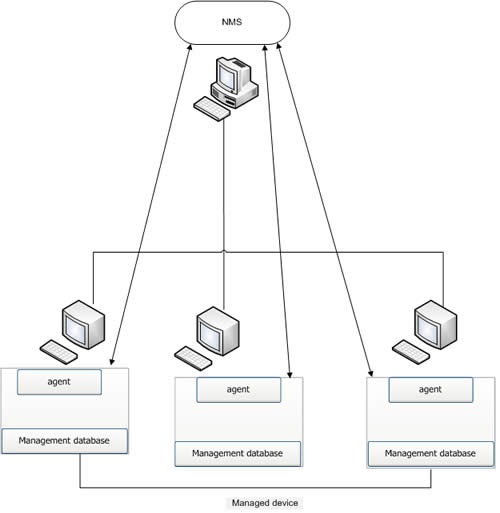 NMS
agent
agent
agent
Management database
Management database
Management database
Managed device